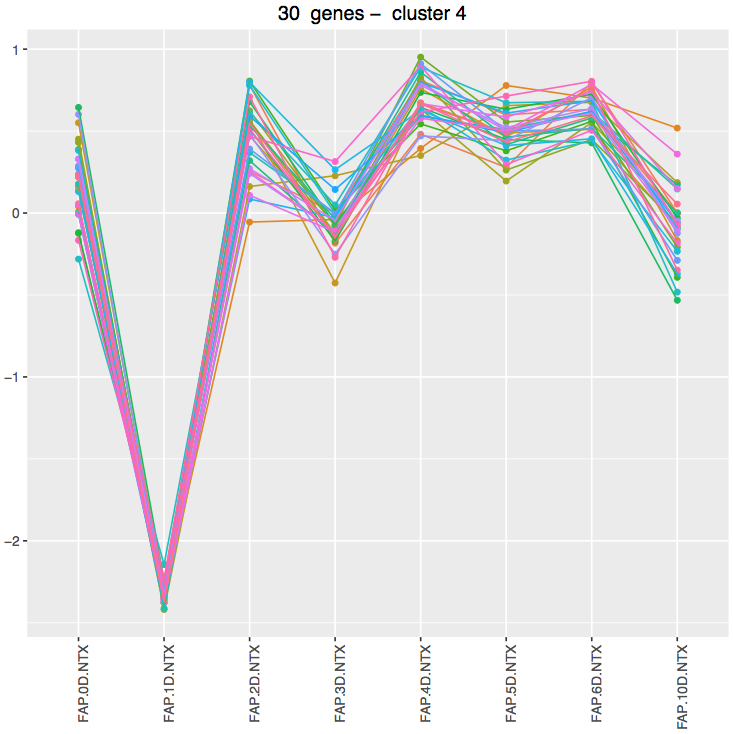 30 genes – cluster 4
1
0
−1
−2
FAP.0D.NTX
FAP.1D.NTX
FAP.2D.NTX
FAP.3D.NTX
FAP.4D.NTX
FAP.5D.NTX
FAP.6D.NTX
FAP.10D.NTX